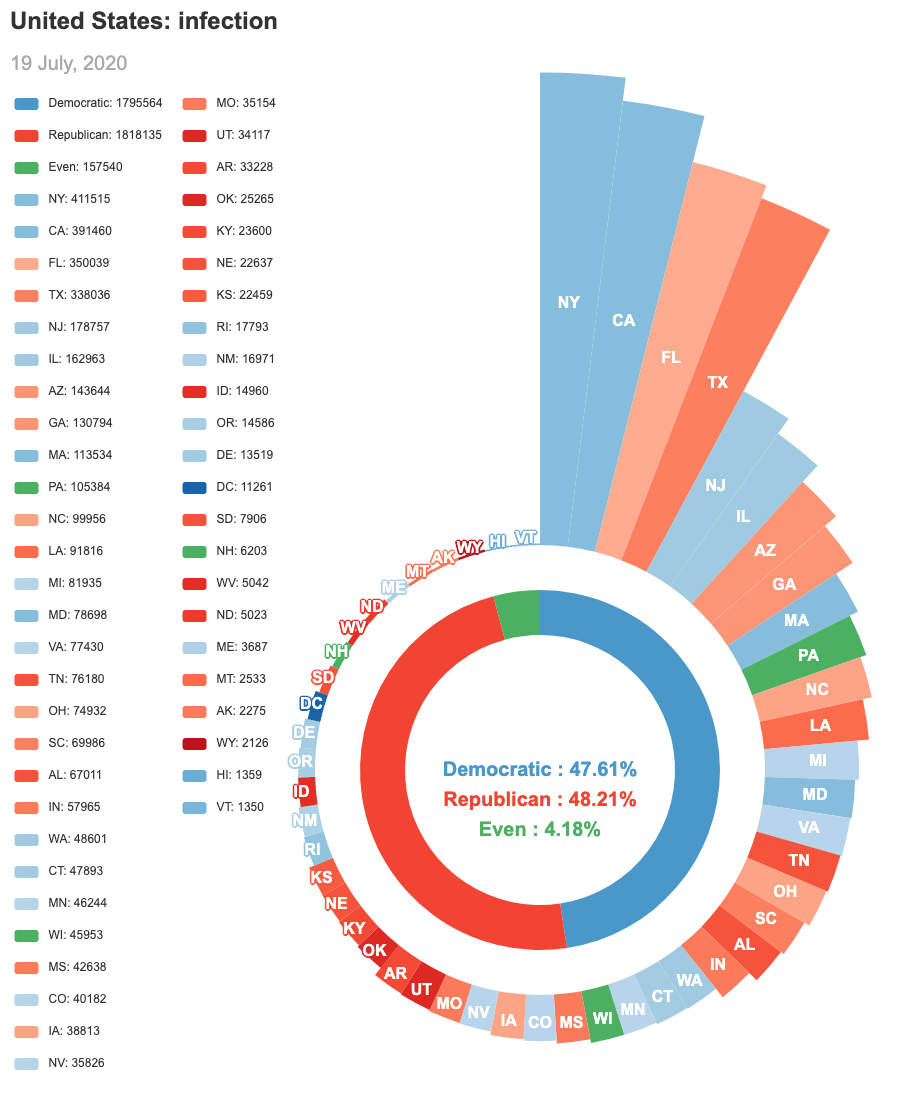 United States: infection
19 July, 2020
Democratic: 1795564
Republican: 1818135
Even: 157540
NY: 411515
CA: 391460
FL: 350039
TX: 338036
NJ: 178757
IL: 162963
AZ: 143644
GA: 130794
MA: 113534
PA: 105384
NC: 99956
LA: 91816
MI: 81935
MD: 78698
VA: 77430
TN: 76180
OH: 74932
SC: 69986
AL: 67011
IN: 57965
WA: 48601
CT: 47893
MN: 46244
WI: 45953
MS: 42638
CO: 40182
IA: 38813
NV: 35826
MO: 35154
UT: 34117
AR: 33228
OK: 25265
KY: 23600
NE: 22637
KS: 22459
RI: 17793
NM: 16971
ID: 14960
OR: 14586
DE: 13519
DC: 11261
SD: 7906
NH: 6203
WV: 5042
ND: 5023
ME: 3687
MT: 2533
AK: 2275
WY: 2126
HI: 1359
VT: 1350
NY
CA
FL
TX
NJ
IL
AZ
GA
MA
PA
NC
LA
MI
MD
VA
TN
OH
SC
AL
IN
WA
CT
MN
WI
MS
CO
IA
NV
MO
UT
AR
OK
KY
NE
KS
RI
NM
ID
OR
DE
DC
SD
NH
WV
ND
ME
MT
AK
WY
HI
VT
Democratic : 47.61%
Republican : 48.21%
Even : 4.18%